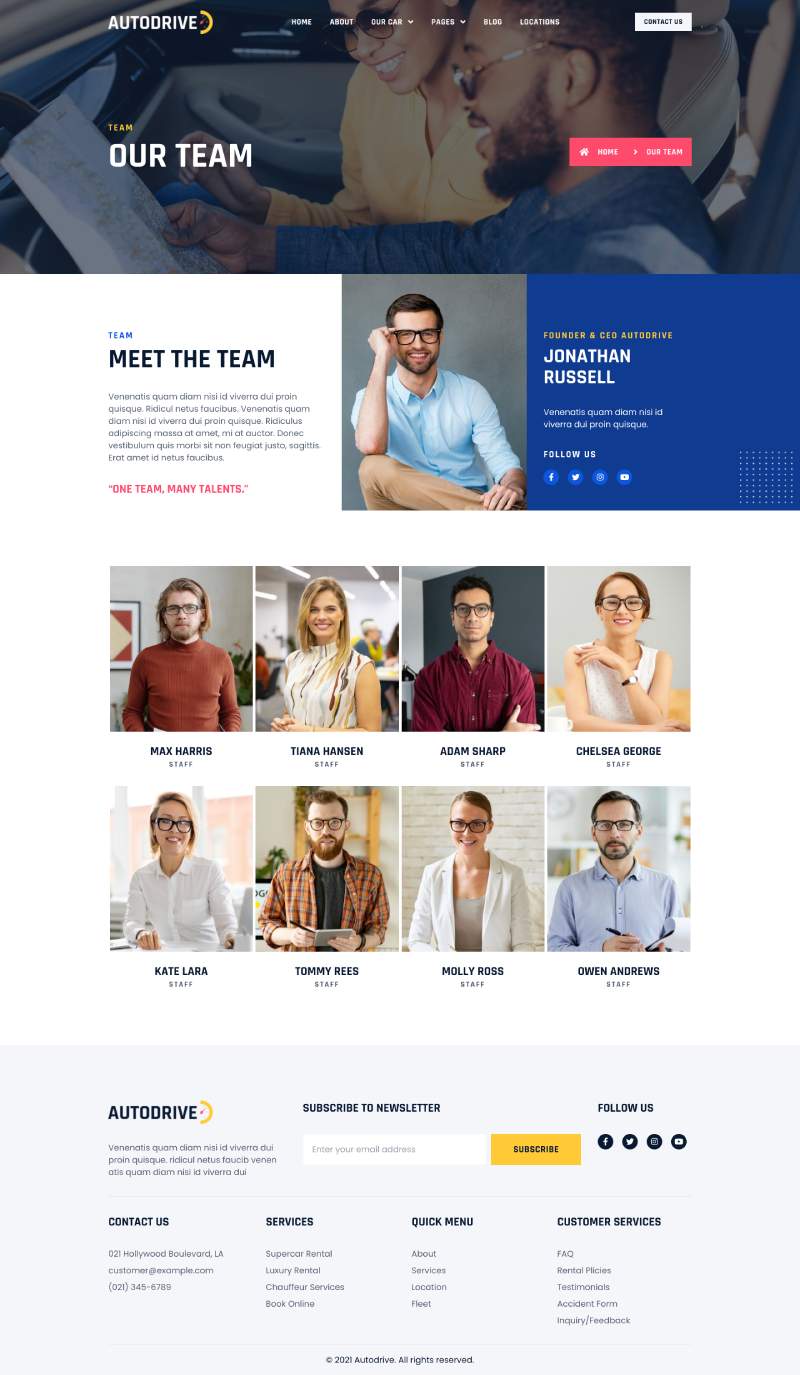 AUTODRIVE
HOME ABOUT OUR CAR PAGES BLOG LOCATIONS
CONTACT US
TEAM
OUR TEAM
HOME OUR TEAM
TEAM
MEET THE TEAM
Venenatis quam diam nisi id viverra dui proin
quisque. Ridicul netus faucibus. Venenatis quam
diam nisi id viverra dui proin quisque. Ridiculus
adipiscing massa at amet, mi at auctor. Donec
vestibulum quis morbi sit non feugiat justo, sagittis.
Erat amet id netus faucibus.
“ONE TEAM, MANY TALENTS.”
FOUNDER & CEO AUTODRIVE
JONATHAN
RUSSELL
Venenatis quam diam nisi id
viverra dui proin quisque.
FOLLOW US
MAX HARRIS
STAFF
TIANA HANSEN
STAFF
ADAM SHARP
STAFF
CHELSEA GEORGE
STAFF
KATE LARA
STAFF
TOMMY REES
STAFF
MOLLY ROSS
STAFF
OWEN ANDREWS
STAFF
AUTODRIVE
Venenatis quam diam nisi id viverra dui
proin quisque. ridicul netus faucib venen
atis quam diam nisi id viverra dui
SUBSCRIBE TO NEWSLETTER
Enter your email address
SUBSCRIBE
FOLLOW US
CONTACT US
021 Hollywood Boulevard, LA
customer@example.com
(021) 345-6789
SERVICES
Supercar Rental
Luxury Rental
Chauffeur Services
Book Online
QUICK MENU
About
Services
Location
Fleet
CUSTOMER SERVICES
FAQ
Rental Plicies
Testimonials
Accident Form
Inquiry/Feedback
© 2021 Autodrive. All rights reserved.